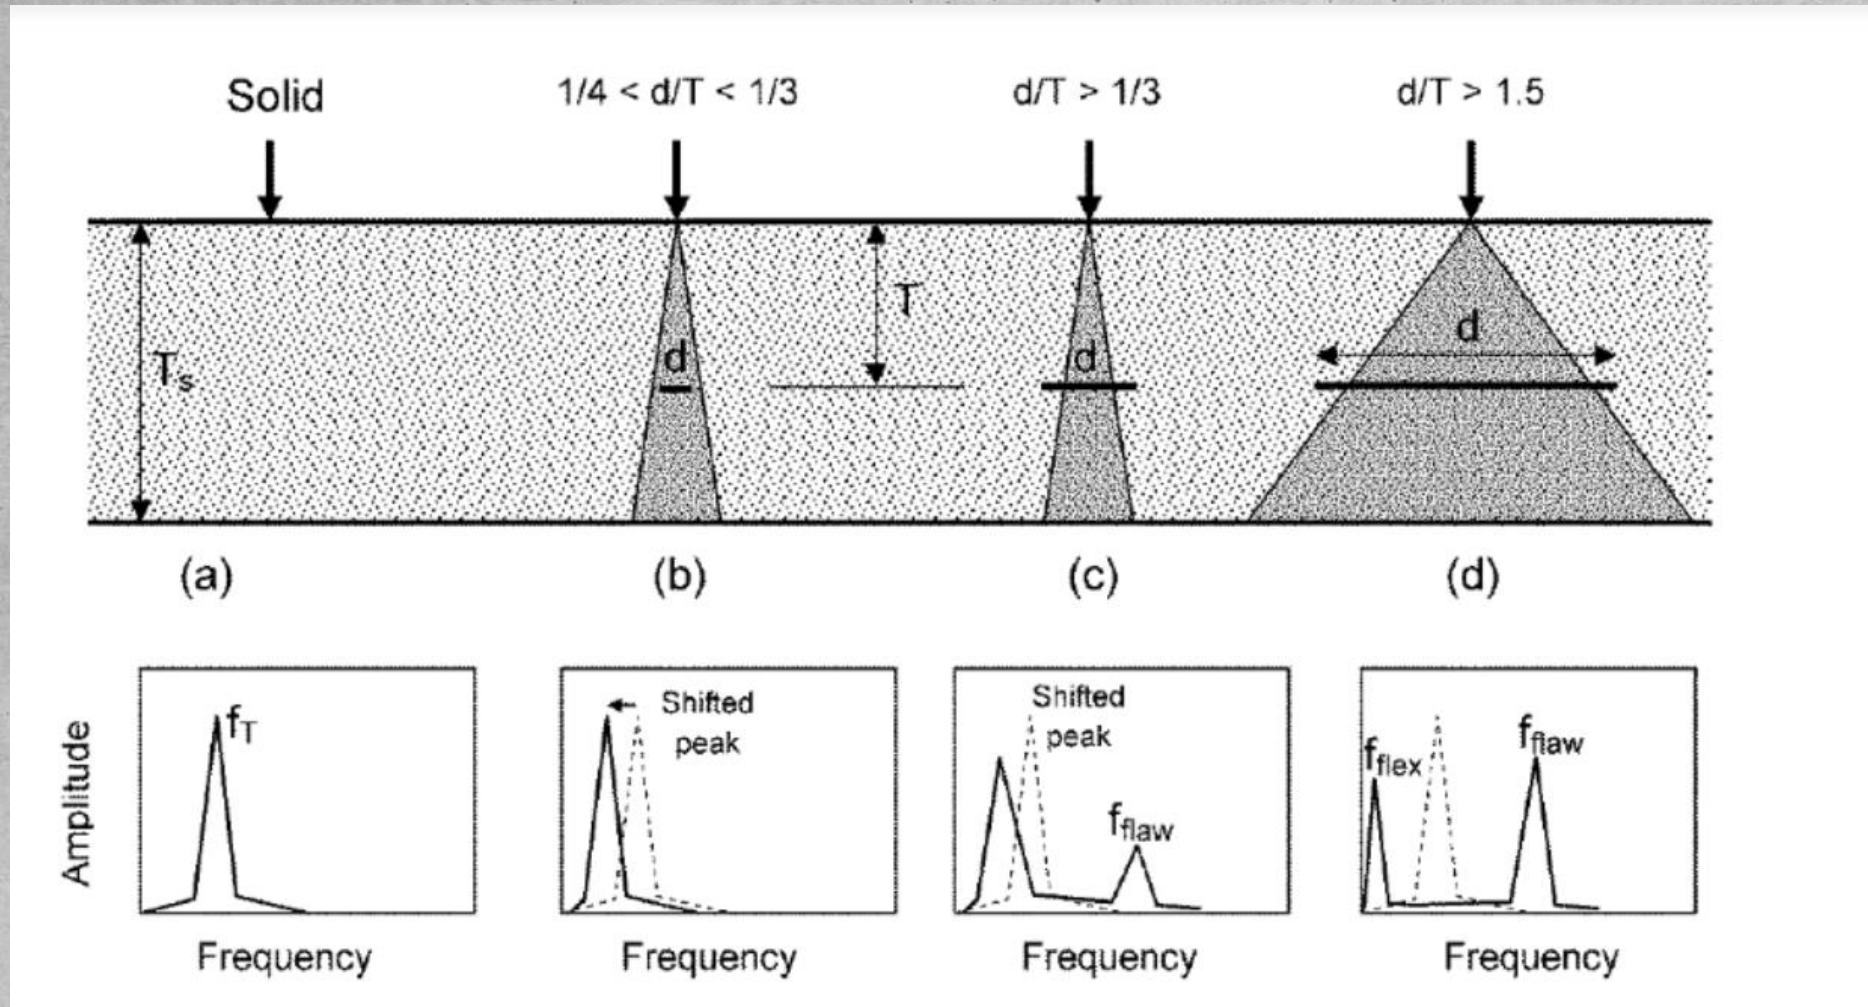 Solid
1/4 < d/T < 1/3
d/T > 1/3
d/T > 1.5
Ts
d
T
d
d
(a)
(b)
(c)
(d)
Amplitude
fT
Shifted
peak
Shifted
peak
fflaw
fflex
fflaw
Frequency
Frequency
Frequency
Frequency